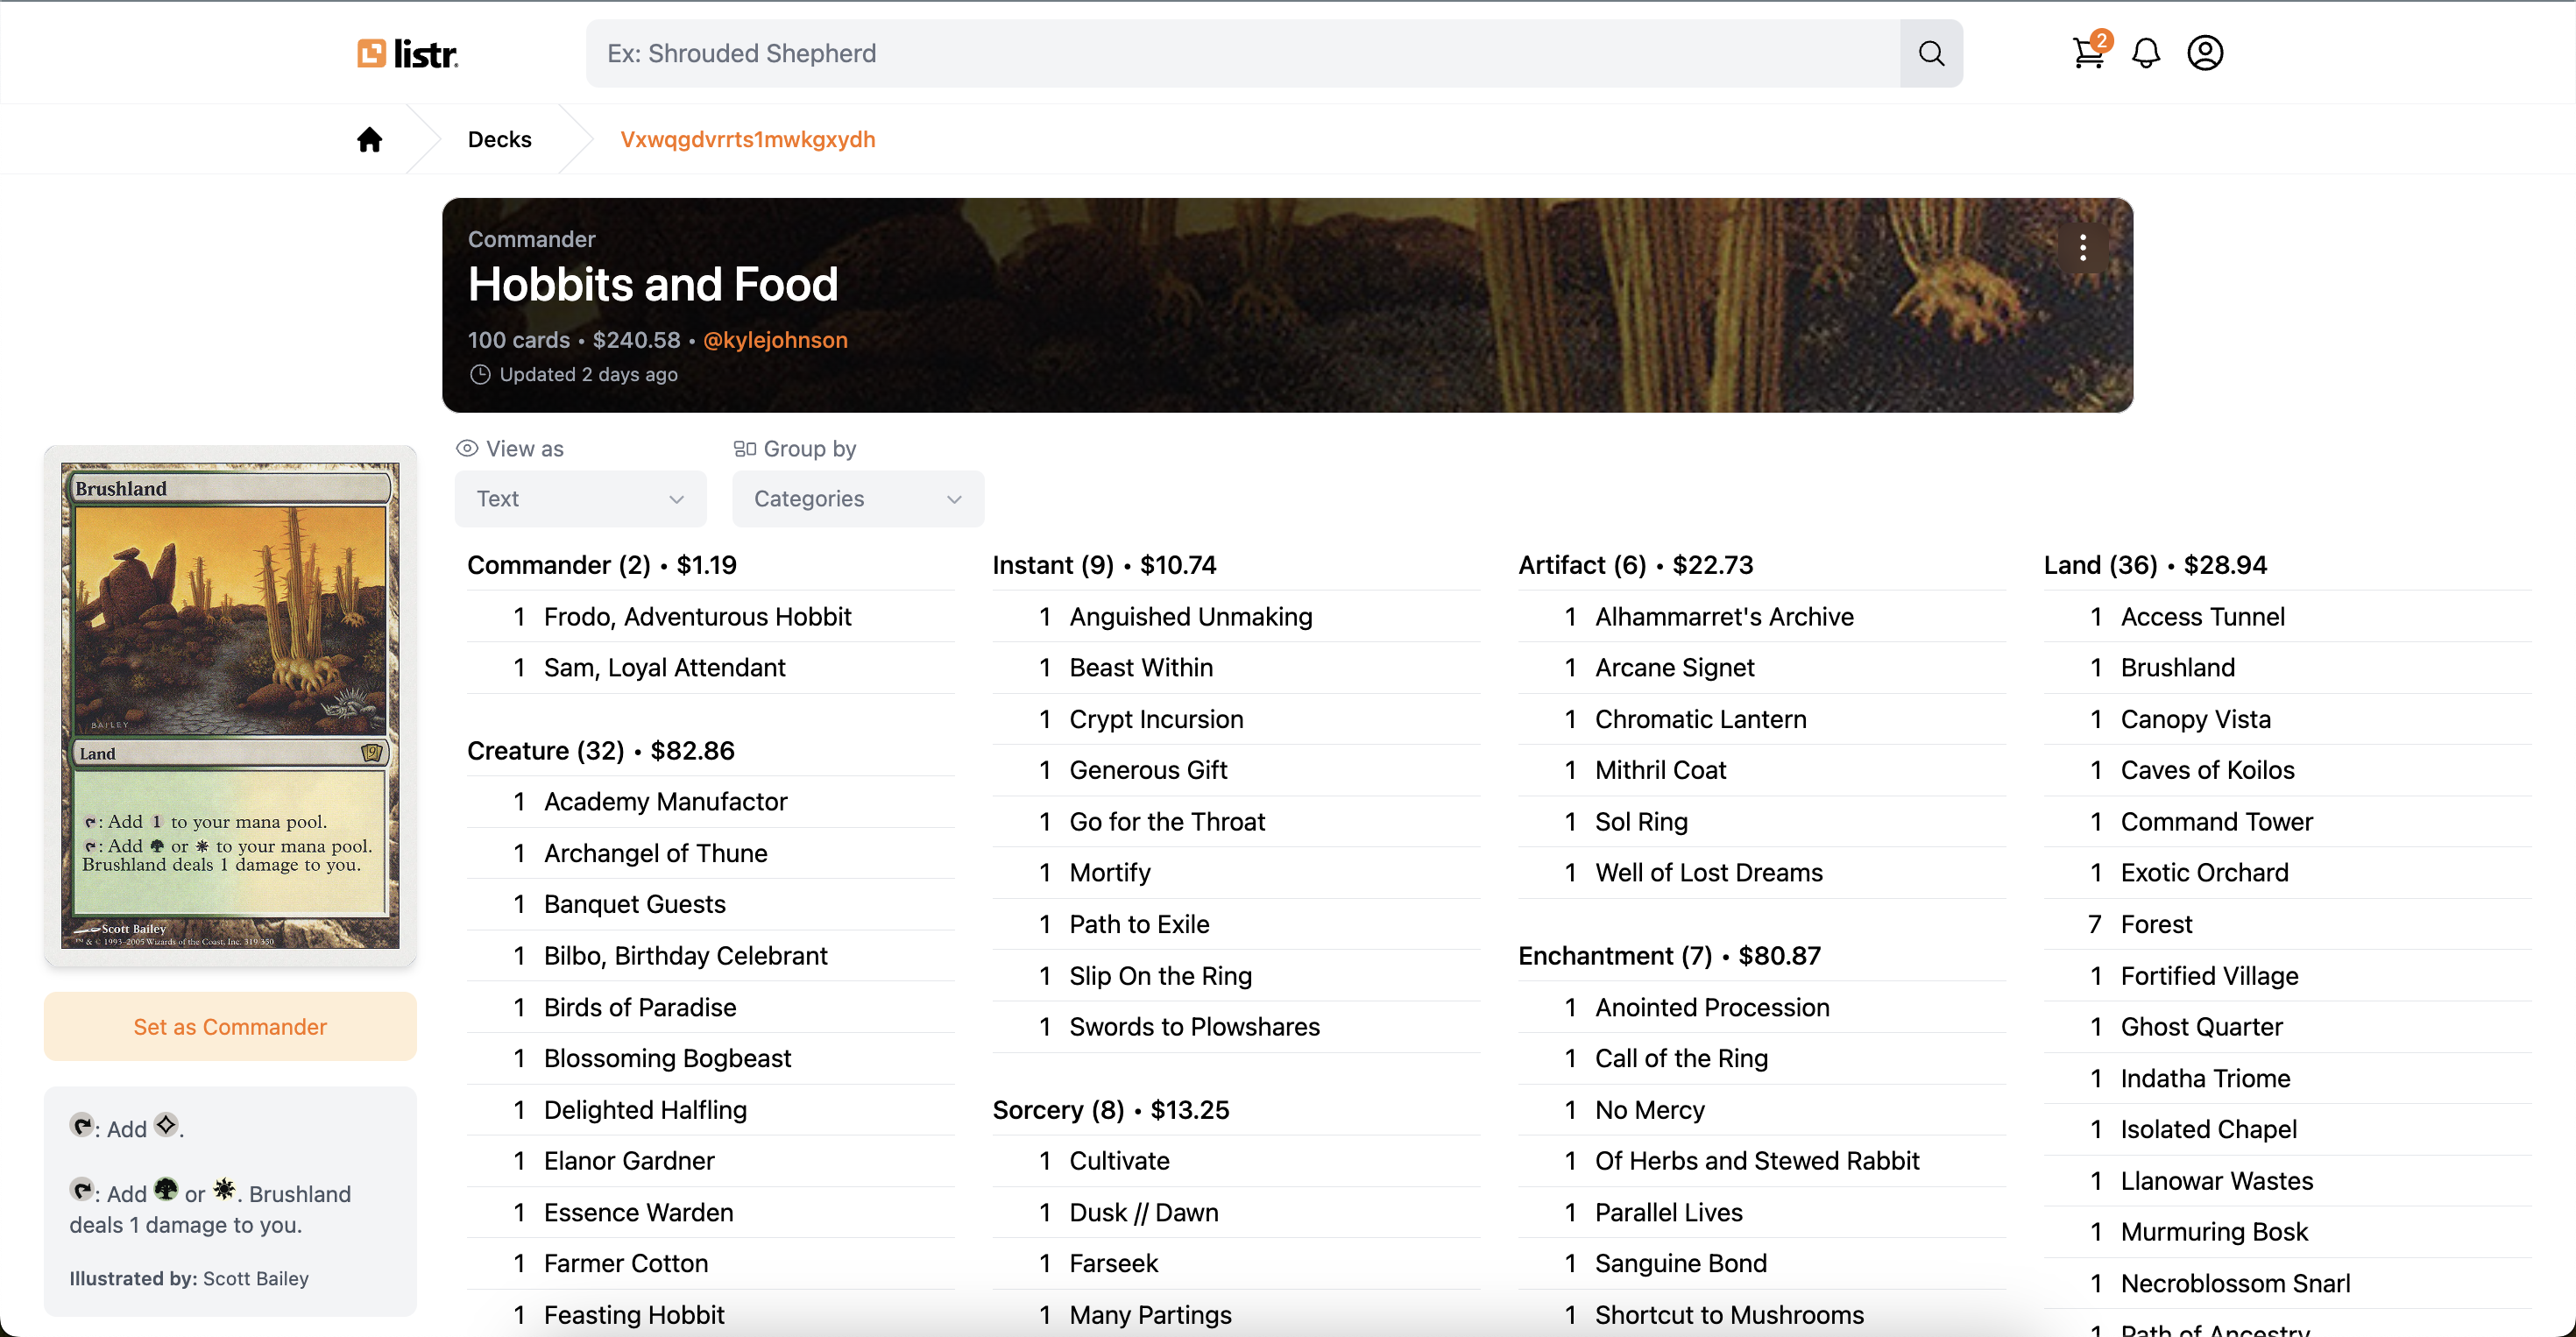 listr.
Ex: Shrouded Shepherd
2
Decks
Vxwqgdvrrts1mwkgxydh
Commander
Hobbits and Food
100 cards • $240.58 • @kylejohnson
Updated 2 days ago
Brushland
BAILEY
Land
9
: Add 1 to your mana pool.
: Add or to your mana pool.
Brushland deals 1 damage to you.
Scott Bailey
™ & © 1993–2005 Wizards of the Coast, Inc. 319/350
Set as Commander
: Add .
: Add or . Brushland
deals 1 damage to you.
Illustrated by: Scott Bailey
View as
Text
Group by
Categories
Commander (2) • $1.19
1 Frodo, Adventurous Hobbit
1 Sam, Loyal Attendant
Creature (32) • $82.86
1 Academy Manufactor
1 Archangel of Thune
1 Banquet Guests
1 Bilbo, Birthday Celebrant
1 Birds of Paradise
1 Blossoming Bogbeast
1 Delighted Halfling
1 Elanor Gardner
1 Essence Warden
1 Farmer Cotton
1 Feasting Hobbit
Instant (9) • $10.74
1 Anguished Unmaking
1 Beast Within
1 Crypt Incursion
1 Generous Gift
1 Go for the Throat
1 Mortify
1 Path to Exile
1 Slip On the Ring
1 Swords to Plowshares
Sorcery (8) • $13.25
1 Cultivate
1 Dusk // Dawn
1 Farseek
1 Many Partings
Artifact (6) • $22.73
1 Alhammarret's Archive
1 Arcane Signet
1 Chromatic Lantern
1 Mithril Coat
1 Sol Ring
1 Well of Lost Dreams
Enchantment (7) • $80.87
1 Anointed Procession
1 Call of the Ring
1 No Mercy
1 Of Herbs and Stewed Rabbit
1 Parallel Lives
1 Sanguine Bond
1 Shortcut to Mushrooms
Land (36) • $28.94
1 Access Tunnel
1 Brushland
1 Canopy Vista
1 Caves of Koilos
1 Command Tower
1 Exotic Orchard
7 Forest
1 Fortified Village
1 Ghost Quarter
1 Indatha Triome
1 Isolated Chapel
1 Llanowar Wastes
1 Murmuring Bosk
1 Necroblossom Snarl
1 Path of Ancestry